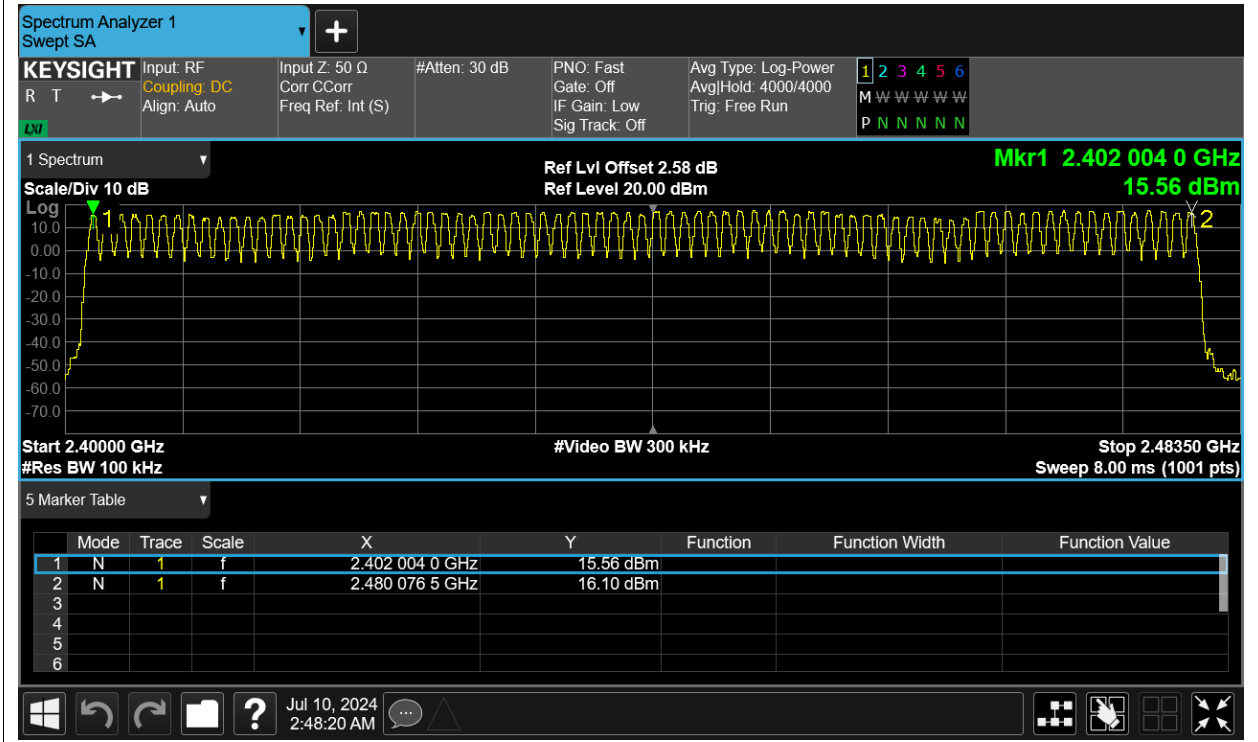 Spectrum Analyzer 1
Swept SA
+
KEYSIGHT Input: RF Input Z: 50 Ω #Atten: 30 dB PNO: Fast Avg Type: Log-Power 1 2 3 4 5 6
R T Coupling: DC Corr CCorr Gate: Off Avg|Hold: 4000/4000 M W W W W W
Align: Auto Freq Ref: Int (S) IF Gain: Low Trig: Free Run
LXI Sig Track: Off P N N N N N
1 Spectrum Ref Lvl Offset 2.58 dB Mkr1 2.402 004 0 GHz
Scale/Div 10 dB Ref Level 20.00 dBm 15.56 dBm
Log
1 2
10.0
0.00
-10.0
-20.0
-30.0
-40.0
-50.0
-60.0
-70.0
Start 2.40000 GHz #Video BW 300 kHz Stop 2.48350 GHz
#Res BW 100 kHz Sweep 8.00 ms (1001 pts)
5 Marker Table
Mode Trace Scale X Y Function Function Width Function Value
1 N 1 f 2.402 004 0 GHz 15.56 dBm
2 N 1 f 2.480 076 5 GHz 16.10 dBm
3
4
5
6
? Jul 10, 2024
2:48:20 AM